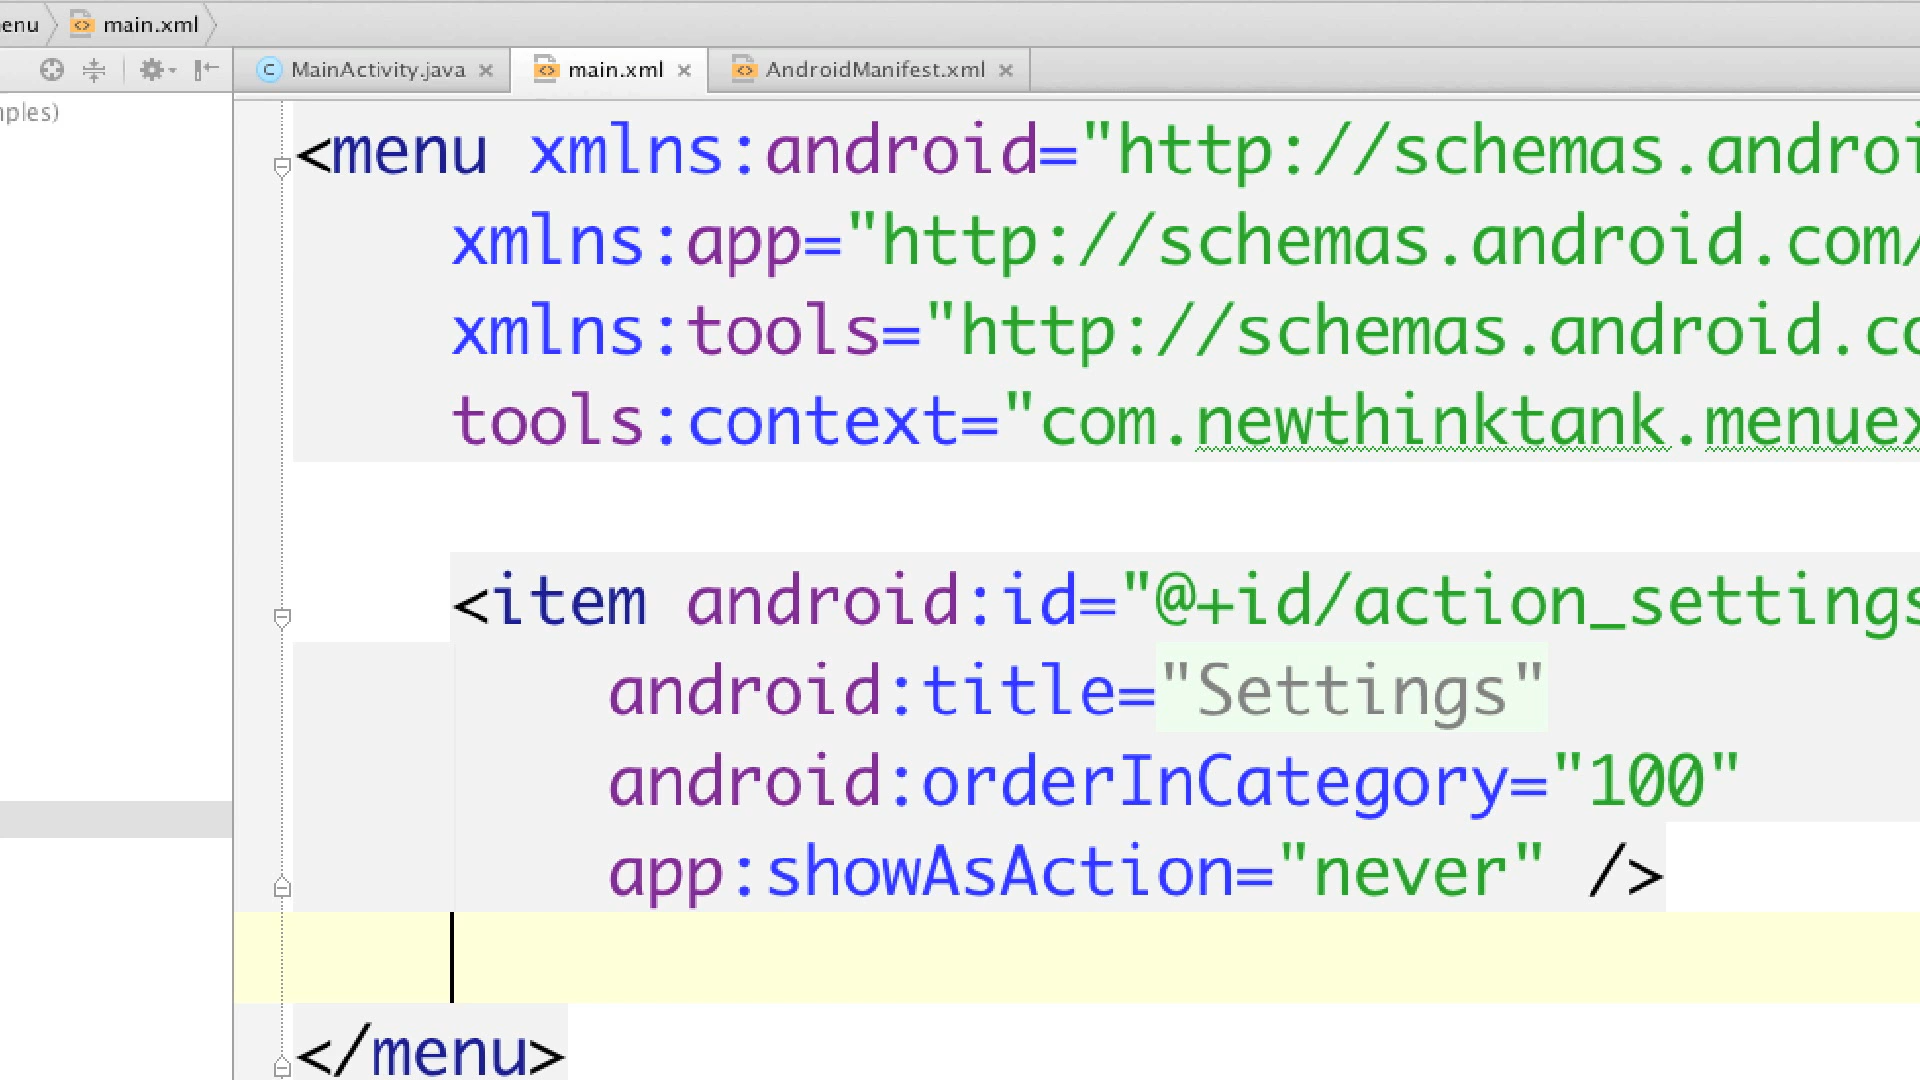 enu main.xml
MainActivity.java main.xml AndroidManifest.xml
nples)
<menu xmlns:android="http://schemas.androi
xmlns:app="http://schemas.android.com/
xmlns:tools="http://schemas.android.co
tools:context="com.newthinktank.menuex
<item android:id="@+id/action_settings
android:title="Settings"
android:orderInCategory="100"
app:showAsAction="never" />
</menu>